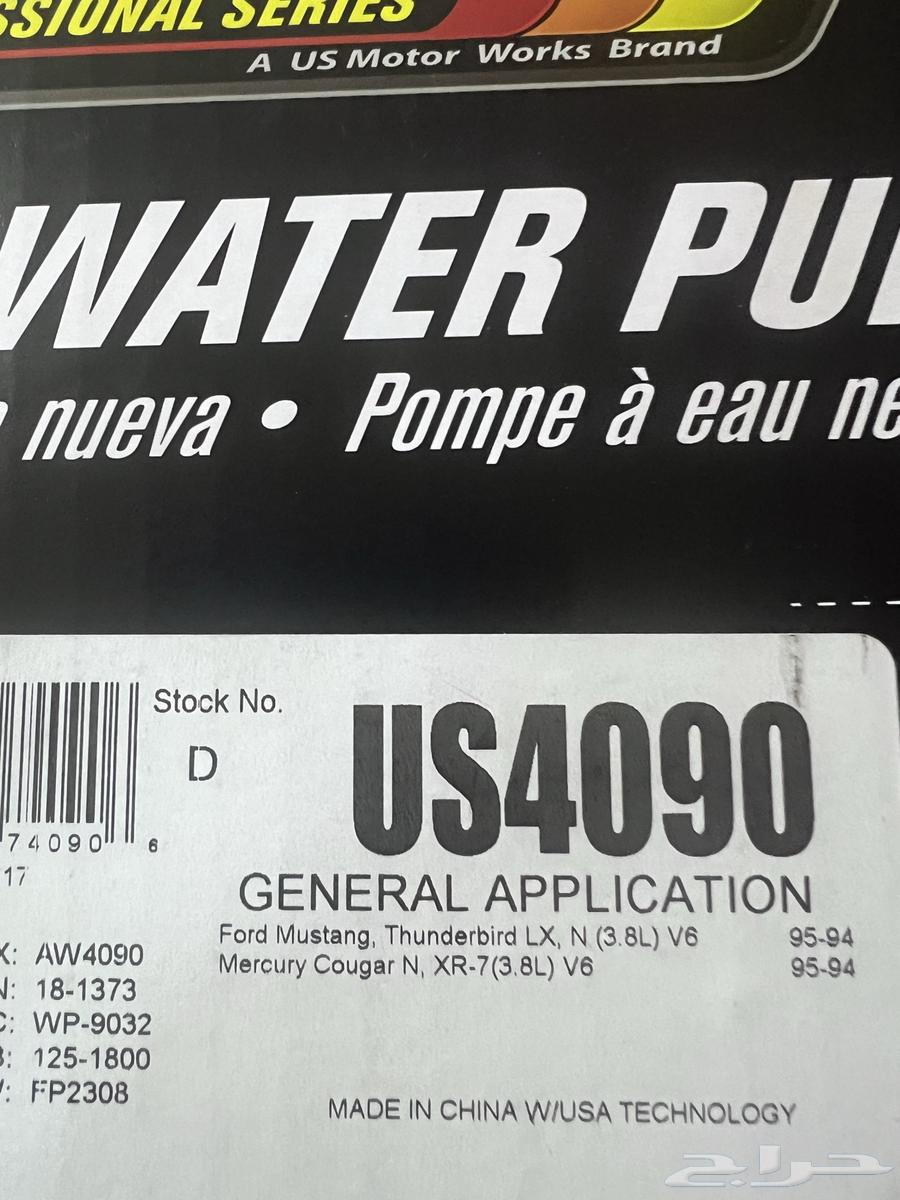 SSIONAL SERIES
A US Motor Works Brand
WATER PU
nueva • Pompe à eau ne
Stock No.
D
US4090
74090 6
17
GENERAL APPLICATION
Ford Mustang, Thunderbird LX, N (3.8L) V6 95-94
Mercury Cougar N, XR-7(3.8L) V6 95-94
X: AW4090
N: 18-1373
C: WP-9032
B: 125-1800
/: FP2308
MADE IN CHINA W/USA TECHNOLOGY
حراج